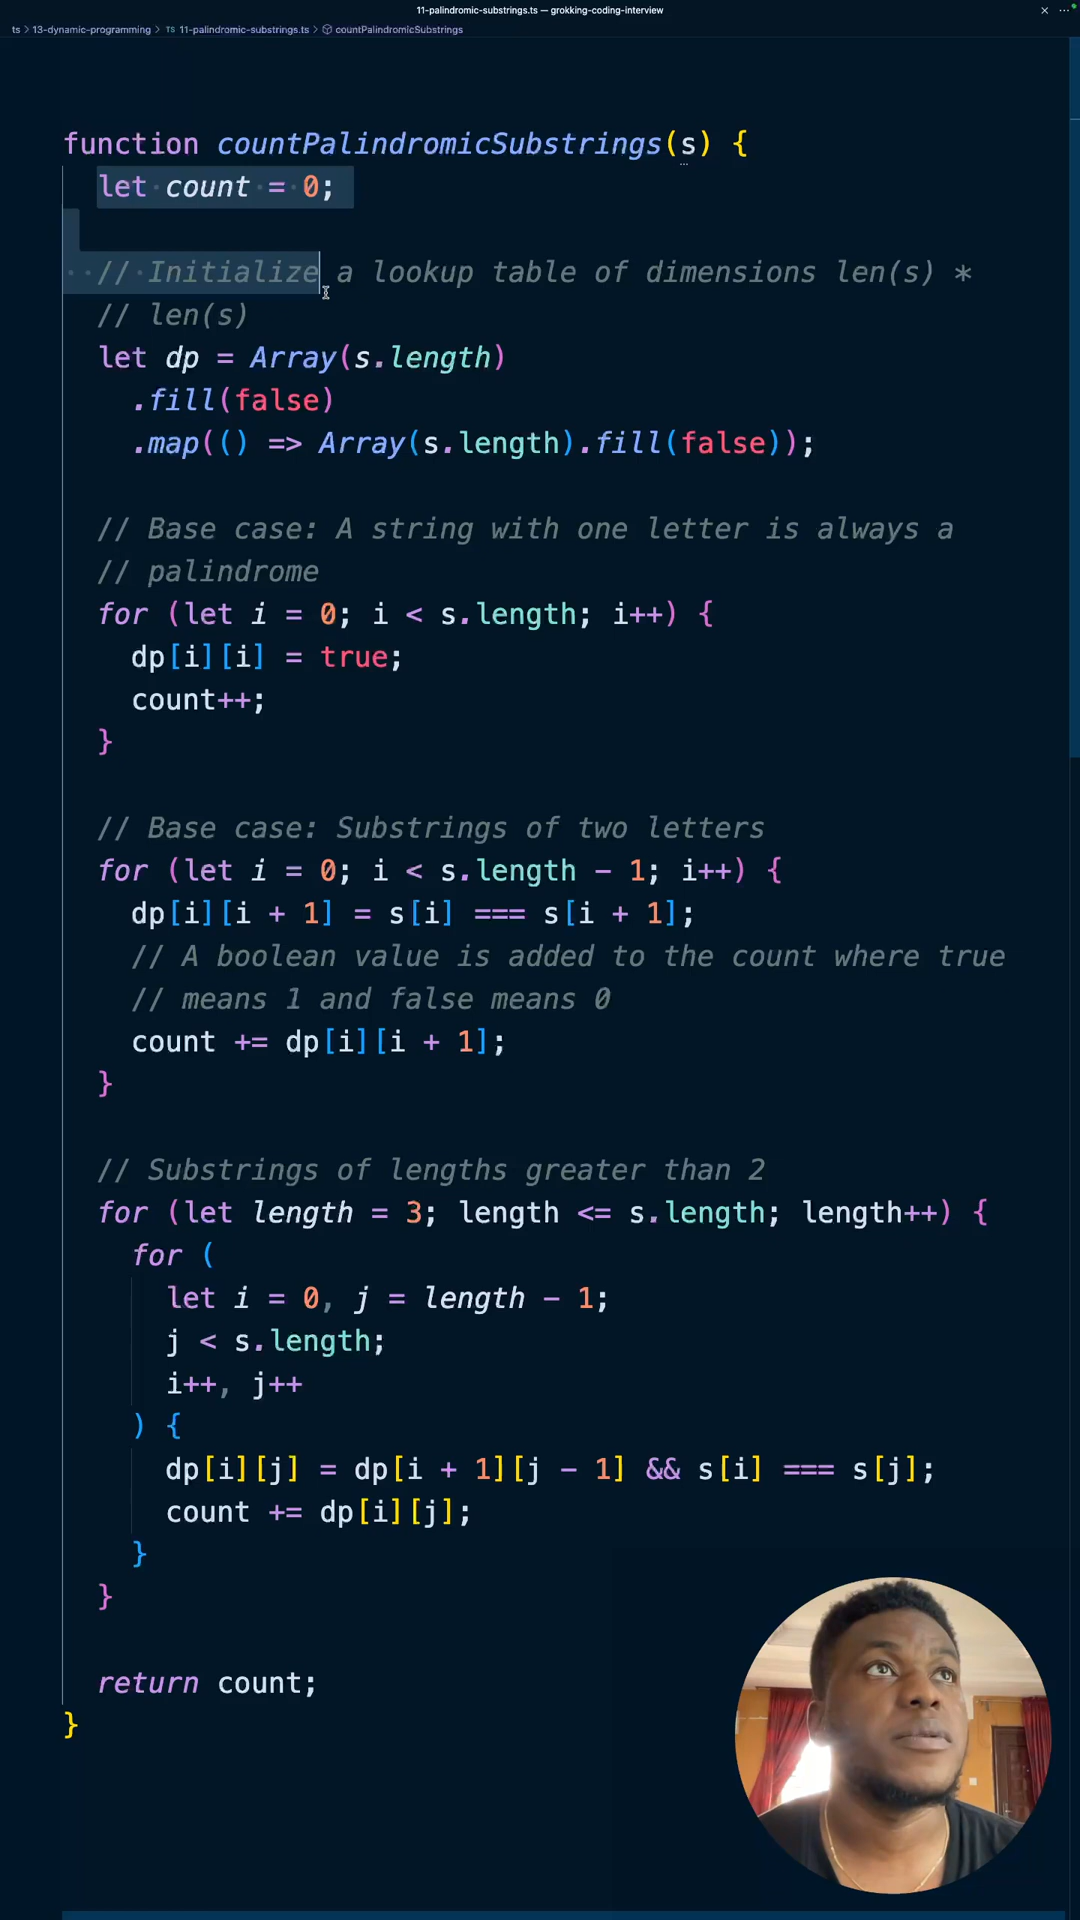 11-palindromic-substrings.ts — grokking-coding-interview
ts > 13-dynamic-programming > TS 11-palindromic-substrings.ts > countPalindromicSubstrings
function countPalindromicSubstrings(s) {
let count = 0;
// Initialize a lookup table of dimensions len(s) *
// len(s)
let dp = Array(s.length)
.fill(false)
.map(() => Array(s.length).fill(false));
// Base case: A string with one letter is always a
// palindrome
for (let i = 0; i < s.length; i++) {
dp[i][i] = true;
count++;
}
// Base case: Substrings of two letters
for (let i = 0; i < s.length - 1; i++) {
dp[i][i + 1] = s[i] === s[i + 1];
// A boolean value is added to the count where true
// means 1 and false means 0
count += dp[i][i + 1];
}
// Substrings of lengths greater than 2
for (let length = 3; length <= s.length; length++) {
for (
let i = 0, j = length - 1;
j < s.length;
i++, j++
) {
dp[i][j] = dp[i + 1][j - 1] && s[i] === s[j];
count += dp[i][j];
}
}
return count;
}